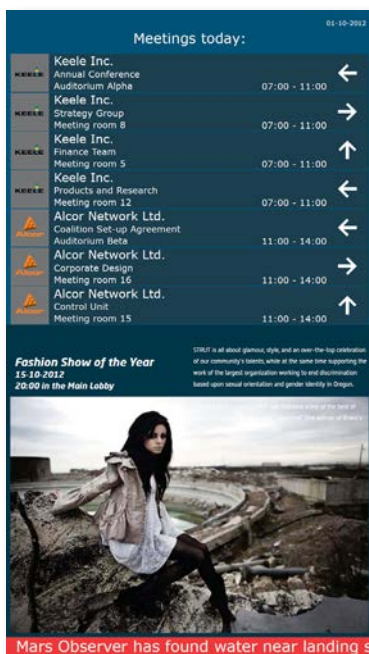 01-10-2012
Meetings today:
KEELE
Keele Inc.
Annual Conference
Auditorium Alpha 07:00 - 11:00
KEELE
Keele Inc.
Strategy Group
Meeting room 8 07:00 - 11:00
KEELE
Keele Inc.
Finance Team
Meeting room 5 07:00 - 11:00
KEELE
Keele Inc.
Products and Research
Meeting room 12 07:00 - 11:00
Alcor
Alcor Network Ltd.
Coalition Set-up Agreement
Auditorium Beta 11:00 - 14:00
Alcor
Alcor Network Ltd.
Corporate Design
Meeting room 16 11:00 - 14:00
Alcor
Alcor Network Ltd.
Control Unit
Meeting room 15 11:00 - 14:00
Fashion Show of the Year
15-10-2012
20:00 in the Main Lobby
STRUT is all about glamour, style, and an over-the-top celebration
of our community's talents, while at the same time supporting the
work of the largest organization working to end discrimination
based upon sexual orientation and gender identity in Oregon.
Mars Observer has found water near landing s